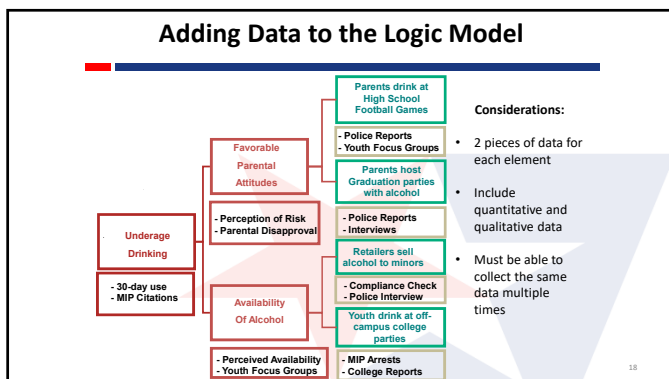 Adding Data to the Logic Model
Underage
Drinking
- 30-day use
- MIP Citations
Favorable
Parental
Attitudes
- Perception of Risk
- Parental Disapproval
Availability
Of Alcohol
- Perceived Availability
- Youth Focus Groups
Parents drink at
High School
Football Games
- Police Reports
- Youth Focus Groups
Parents host
Graduation parties
with alcohol
- Police Reports
- Interviews
Retailers sell
alcohol to minors
- Compliance Check
- Police Interview
Youth drink at off-
campus college
parties
- MIP Arrests
- College Reports
Considerations:
• 2 pieces of data for
each element
• Include
quantitative and
qualitative data
• Must be able to
collect the same
data multiple
times
18